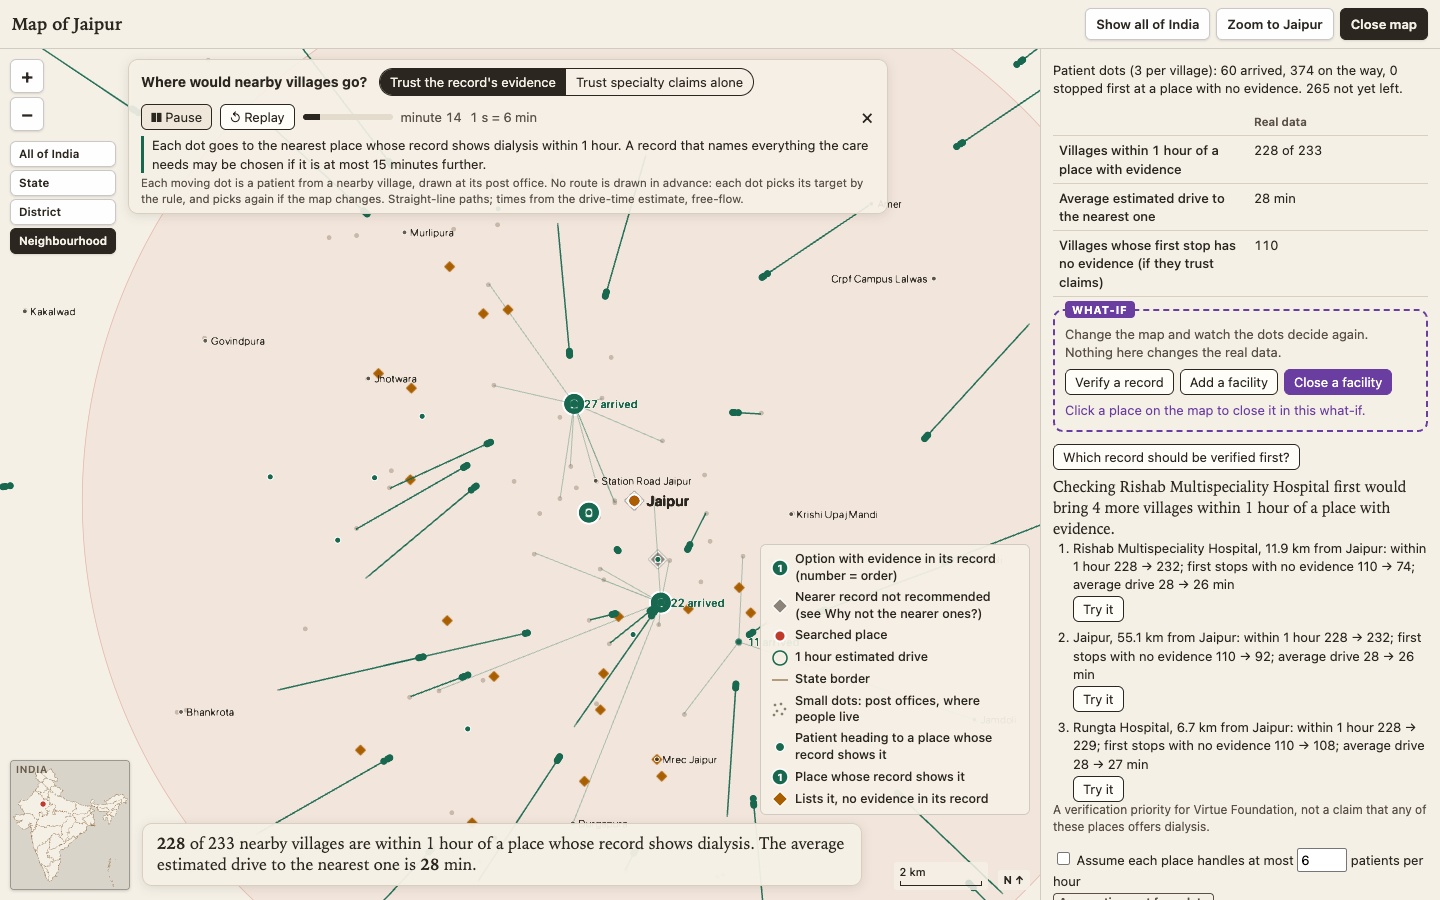 Map of Jaipur
Show all of India
Zoom to Jaipur
Close map
+
−
All of India
State
District
Neighbourhood
Where would nearby villages go?
Trust the record's evidence
Trust specialty claims alone
Pause
Replay
minute 14 1 s = 6 min
×
Each dot goes to the nearest place whose record shows dialysis within 1 hour. A record that names everything the care
needs may be chosen if it is at most 15 minutes further.
Each moving dot is a patient from a nearby village, drawn at its post office. No route is drawn in advance: each dot picks its target by
the rule, and picks again if the map changes. Straight-line paths; times from the drive-time estimate, free-flow.
Amer
Murlipura
Crpf Campus Lalwas
Kakalwad
Govindpura
Jhotwara
27 arrived
Station Road Jaipur
Jaipur
Krishi Upaj Mandi
22 arrived
11
Bhankrota
Mrec Jaipur
Option with evidence in its record
(number = order)
Nearer record not recommended
(see Why not the nearer ones?)
Searched place
1 hour estimated drive
State border
Small dots: post offices, where
people live
Patient heading to a place whose
record shows it
Place whose record shows it
Lists it, no evidence in its record
INDIA
228 of 233 nearby villages are within 1 hour of a place whose record shows dialysis. The average
estimated drive to the nearest one is 28 min.
2 km
N ↑
Patient dots (3 per village): 60 arrived, 374 on the way, 0
stopped first at a place with no evidence. 265 not yet left.
Real data
Villages within 1 hour of a
place with evidence
228 of 233
Average estimated drive to
the nearest one
28 min
Villages whose first stop has
no evidence (if they trust
claims)
110
WHAT-IF
Change the map and watch the dots decide again.
Nothing here changes the real data.
Verify a record
Add a facility
Close a facility
Click a place on the map to close it in this what-if.
Which record should be verified first?
Checking Rishab Multispeciality Hospital first would
bring 4 more villages within 1 hour of a place with
evidence.
1. Rishab Multispeciality Hospital, 11.9 km from Jaipur: within
1 hour 228 → 232; first stops with no evidence 110 → 74;
average drive 28 → 26 min
Try it
2. Jaipur, 55.1 km from Jaipur: within 1 hour 228 → 232; first
stops with no evidence 110 → 92; average drive 28 → 26
min
Try it
3. Rungta Hospital, 6.7 km from Jaipur: within 1 hour 228 →
229; first stops with no evidence 110 → 108; average drive
28 → 27 min
Try it
A verification priority for Virtue Foundation, not a claim that any of
these places offers dialysis.
Assume each place handles at most 6 patients per
hour